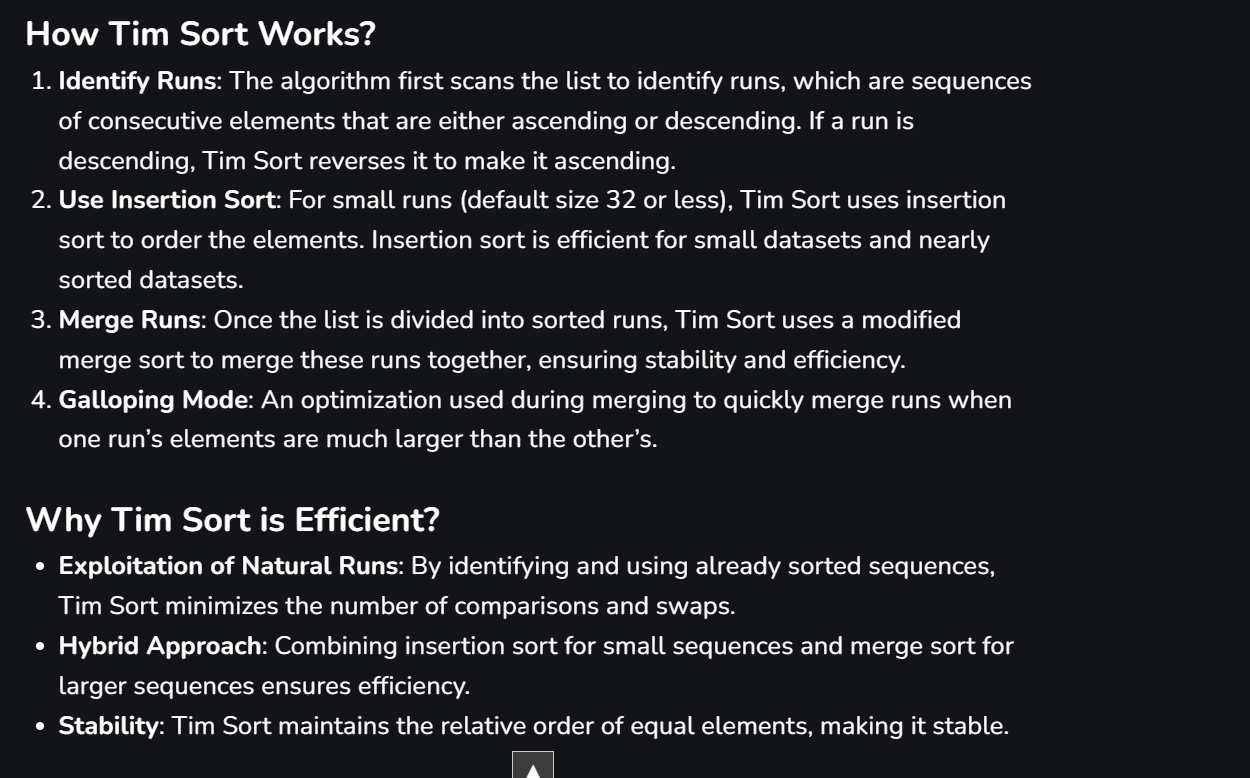 How Tim Sort Works?
1. Identify Runs: The algorithm first scans the list to identify runs, which are sequences
of consecutive elements that are either ascending or descending. If a run is
descending, Tim Sort reverses it to make it ascending.
2. Use Insertion Sort: For small runs (default size 32 or less), Tim Sort uses insertion
sort to order the elements. Insertion sort is efficient for small datasets and nearly
sorted datasets.
3. Merge Runs: Once the list is divided into sorted runs, Tim Sort uses a modified
merge sort to merge these runs together, ensuring stability and efficiency.
4. Galloping Mode: An optimization used during merging to quickly merge runs when
one run’s elements are much larger than the other’s.
Why Tim Sort is Efficient?
• Exploitation of Natural Runs: By identifying and using already sorted sequences,
Tim Sort minimizes the number of comparisons and swaps.
• Hybrid Approach: Combining insertion sort for small sequences and merge sort for
larger sequences ensures efficiency.
• Stability: Tim Sort maintains the relative order of equal elements, making it stable.